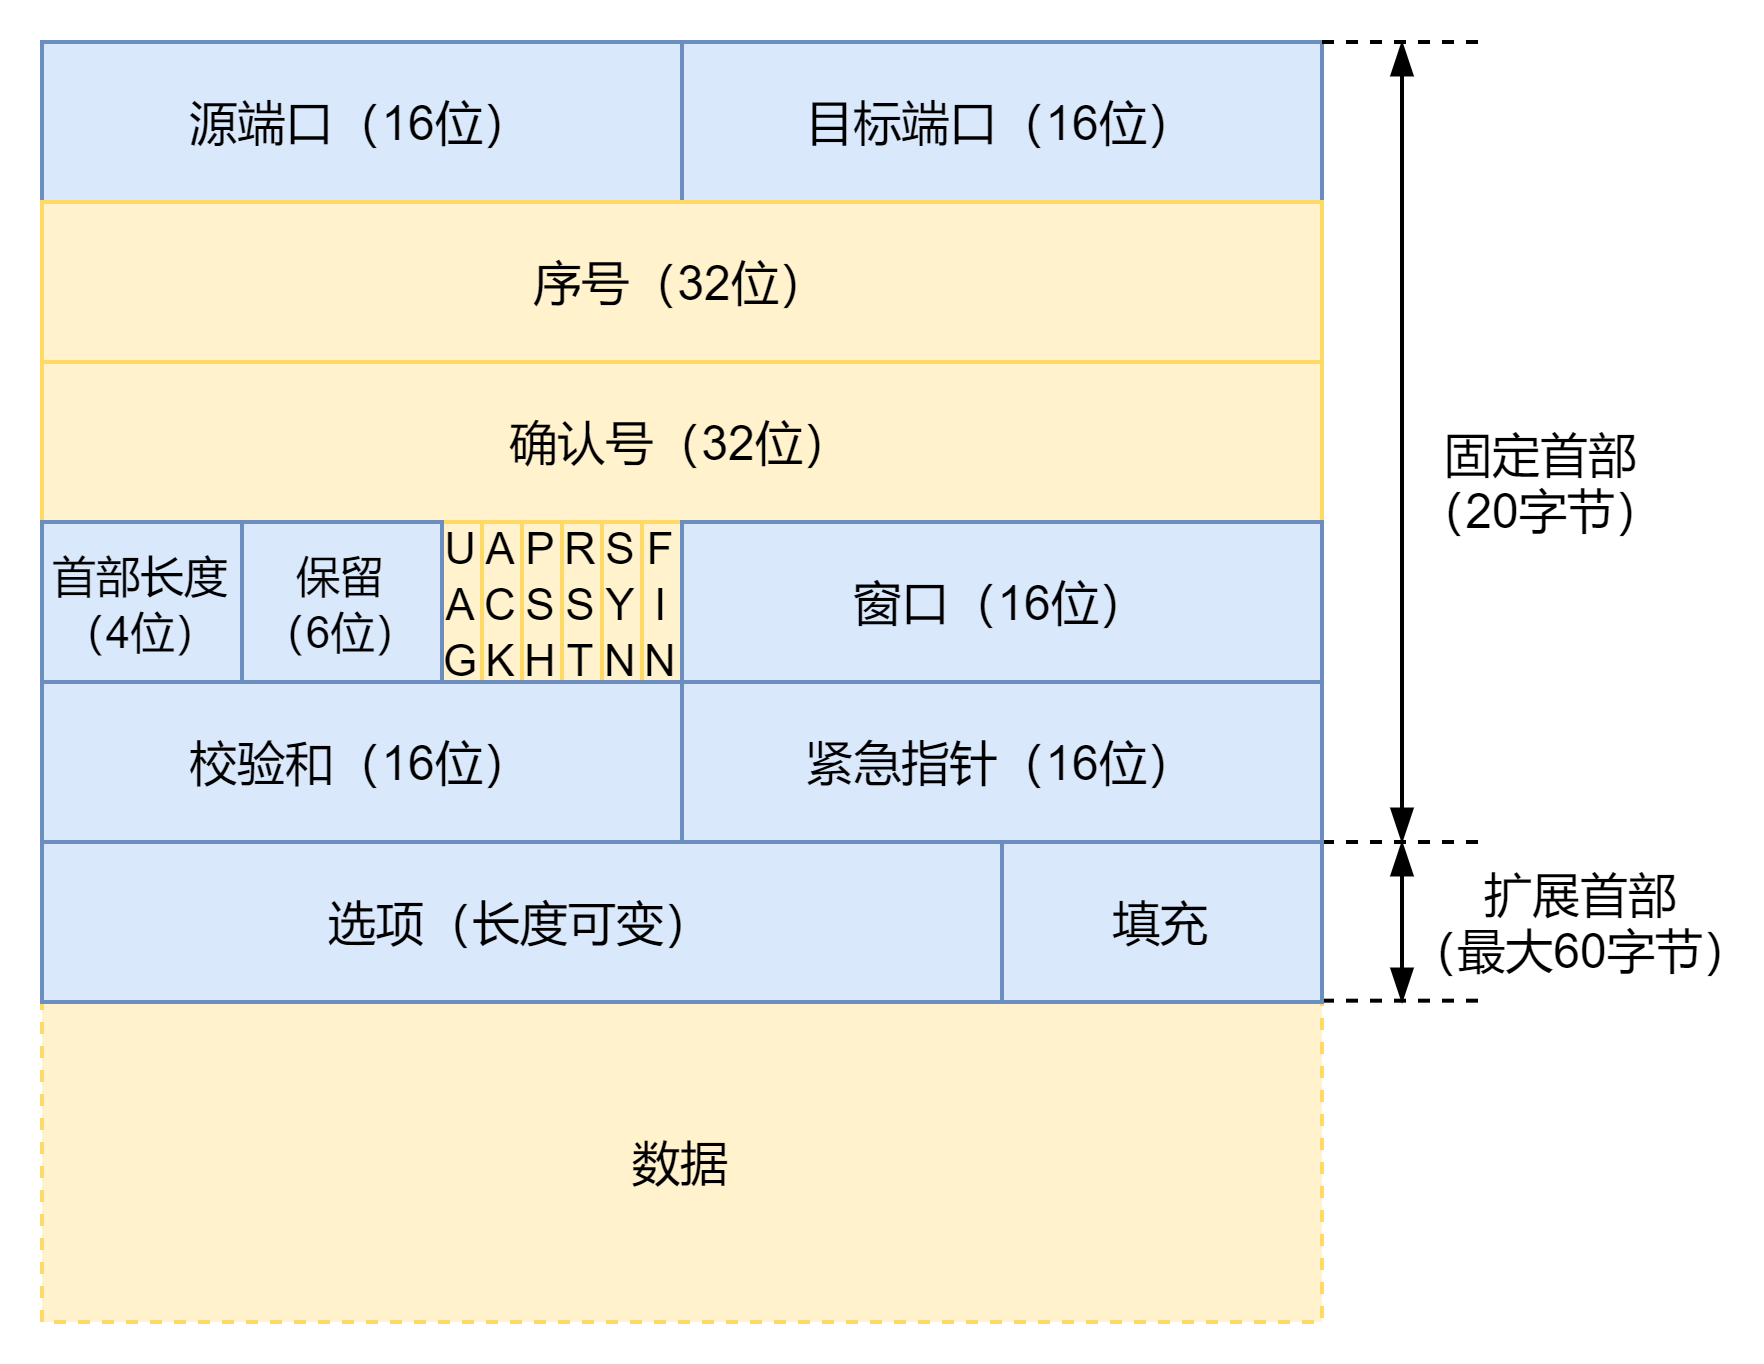 源端口（16位）
目标端口（16位）
序号（32位）
确认号（32位）
首部长度
（4位）
保留
（6位）
UAG
ACK
PSH
RST
SYN
FIN
窗口（16位）
校验和（16位）
紧急指针（16位）
选项（长度可变）
填充
数据
固定首部
（20字节）
扩展首部
（最大60字节）